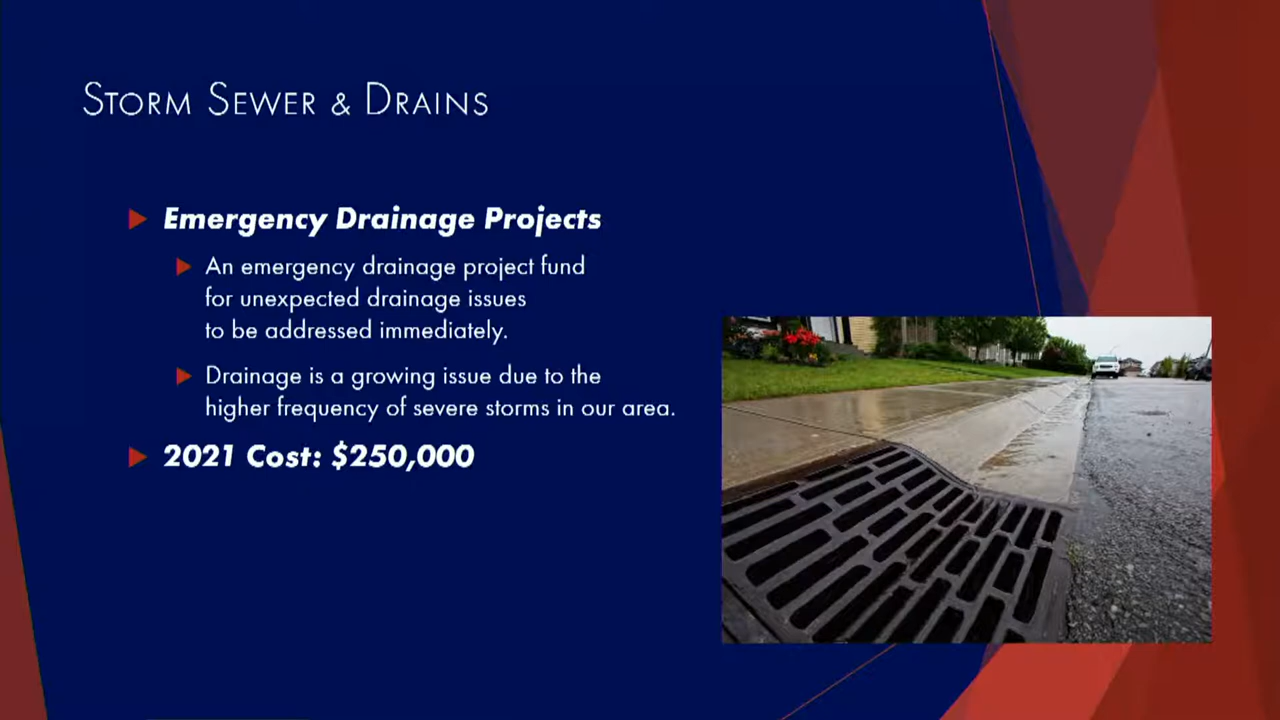 Storm Sewer & Drains
Emergency Drainage Projects
An emergency drainage project fund
for unexpected drainage issues
to be addressed immediately.
Drainage is a growing issue due to the
higher frequency of severe storms in our area.
2021 Cost: $250,000